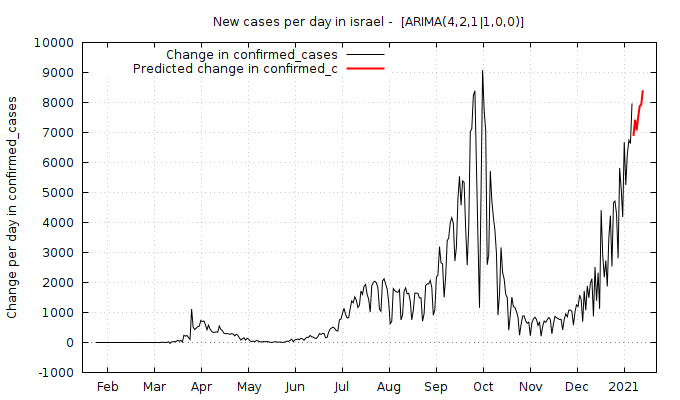 New cases per day in israel -  [ARIMA(4,2,1|1,0,0)]
Change in confirmed_cases
Predicted change in confirmed_c
Change per day in confirmed_cases
10000
9000
8000
7000
6000
5000
4000
3000
2000
1000
0
-1000
Feb Mar Apr May Jun Jul Aug Sep Oct Nov Dec 2021